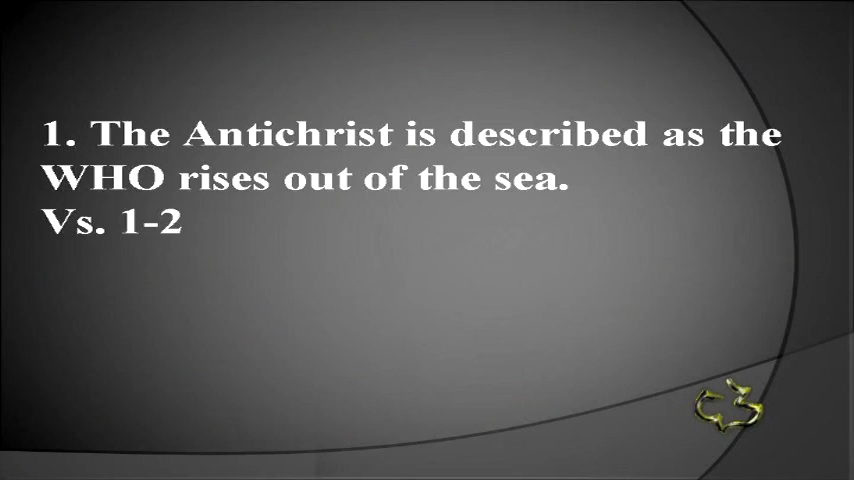 1. The Antichrist is described as the
WHO rises out of the sea.
Vs. 1-2